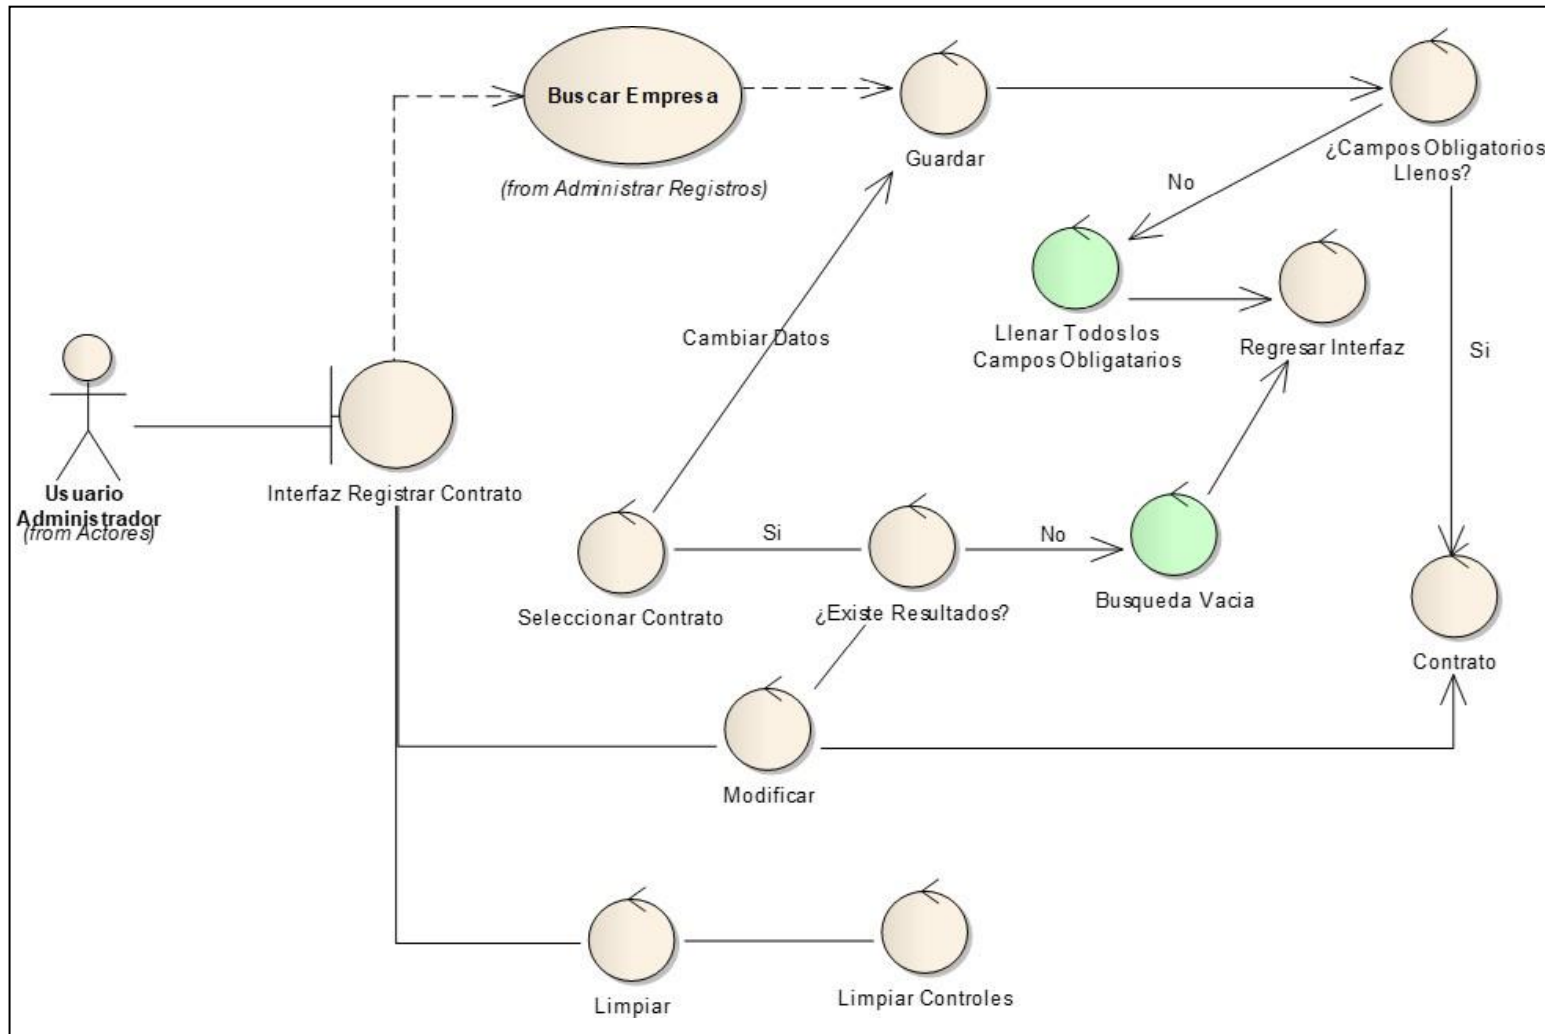 Buscar Empresa
(from Administrar Registros)
Guardar
¿Campos Obligatorios
Llenos?
No
Cambiar Datos
Llenar Todos los
Campos Obligatarios
Regresar Interfaz
Si
Usuario
Administrador
(from Actores)
Interfaz Registrar Contrato
Seleccionar Contrato
Si
¿Existe Resultados?
No
Busqueda Vacia
Contrato
Modificar
Limpiar
Limpiar Controles